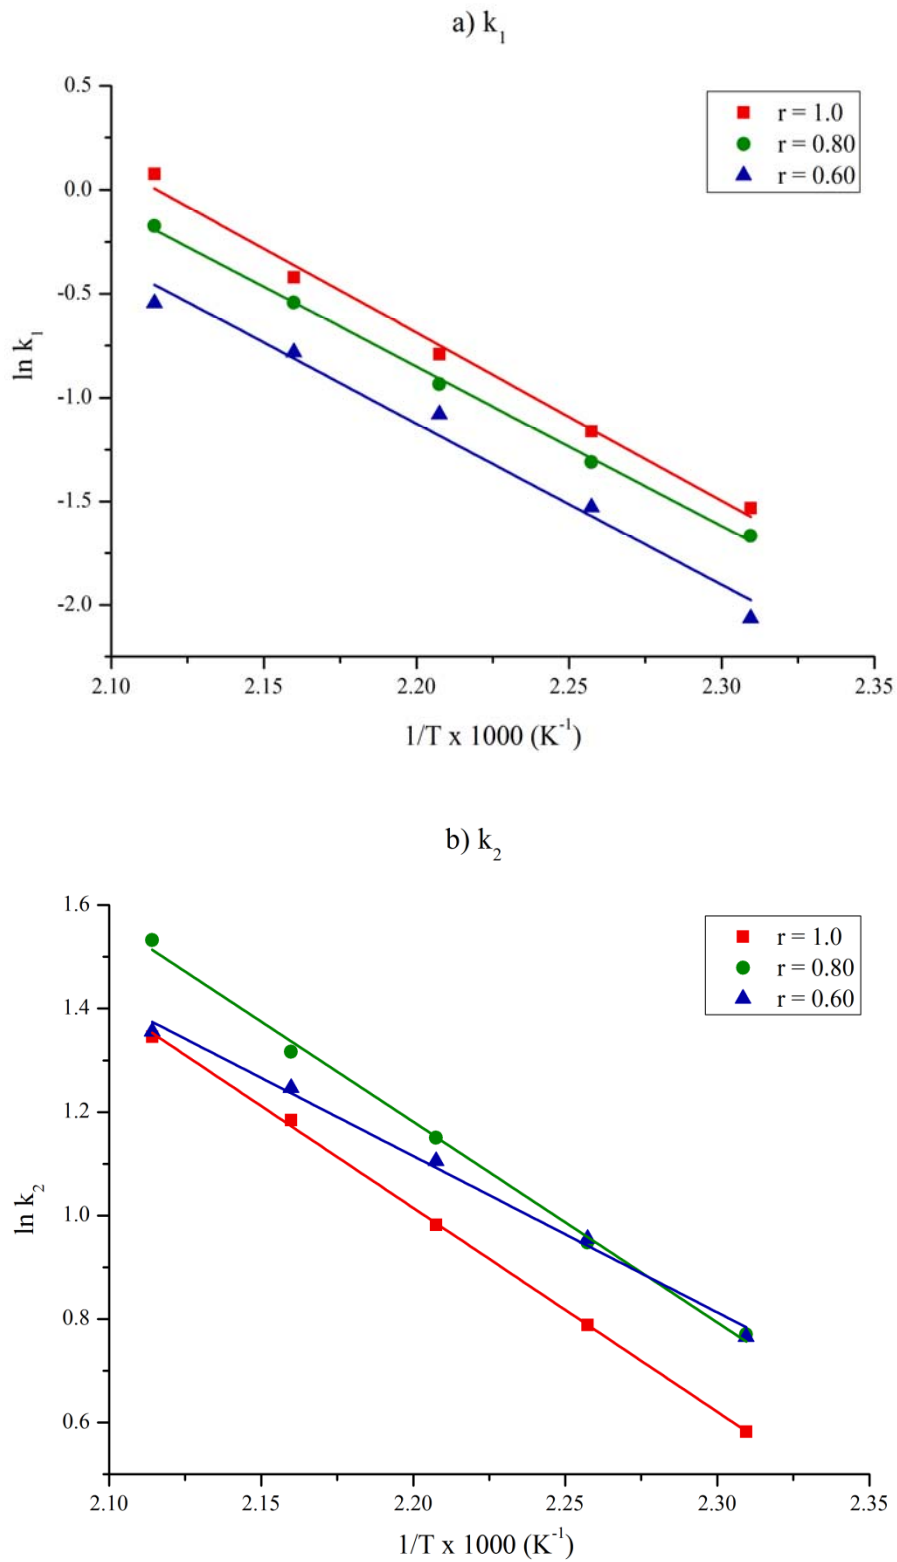 a) k₁
0.5
0.0
-0.5
-1.0
-1.5
-2.0
ln k₁
r = 1.0
r = 0.80
r = 0.60
2.10 2.15 2.20 2.25 2.30 2.35
1/T x 1000 (K⁻¹)
b) k₂
1.6
1.4
1.2
1.0
0.8
0.6
ln k₂
r = 1.0
r = 0.80
r = 0.60
2.10 2.15 2.20 2.25 2.30 2.35
1/T x 1000 (K⁻¹)